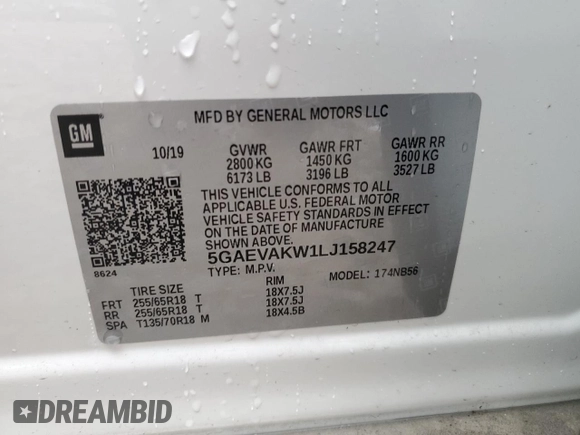 MFD BY GENERAL MOTORS LLC
GM
10/19 GVWR GAWR FRT GAWR RR
2800 KG 1450 KG 1600 KG
6173 LB 3196 LB 3527 LB
THIS VEHICLE CONFORMS TO ALL
APPLICABLE U.S. FEDERAL MOTOR
VEHICLE SAFETY STANDARDS IN EFFECT
ON THE DATE OF MANUFACTURE
SHOWN ABOVE.
8624
5GAEVAKW1LJ158247
TYPE: M.P.V. MODEL: 174NB56
TIRE SIZE RIM
FRT 255/65R18 T 18X7.5J
RR 255/65R18 T 18X7.5J
SPA T135/70R18 M 18X4.5B
DREAMBID